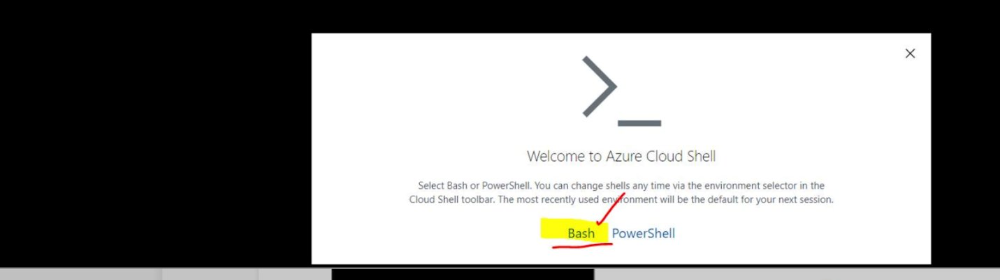 Welcome to Azure Cloud Shell
Select Bash or PowerShell. You can change shells any time via the environment selector in the
Cloud Shell toolbar. The most recently used environment will be the default for your next session.
Bash PowerShell